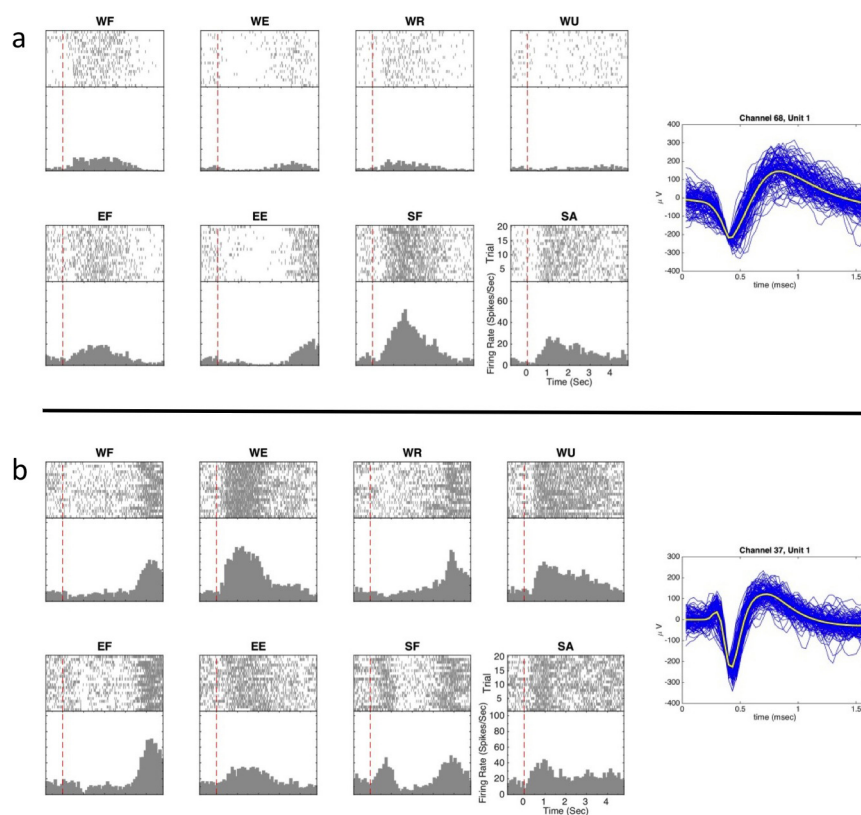 a
WF
WE
WR
WU
EF
EE
SF
SA
20
15
10
5
Trial
60
40
20
0
Firing Rate (Spikes/Sec)
0 1 2 3 4
Time (Sec)
Channel 68, Unit 1
400
300
200
100
0
-100
-200
-300
-400
μ V
0 0.5 1 1.5
time (msec)
b
WF
WE
WR
WU
EF
EE
SF
SA
20
15
10
5
Trial
100
80
60
40
20
0
Firing Rate (Spikes/Sec)
0 1 2 3 4
Time (Sec)
Channel 37, Unit 1
400
300
200
100
0
-100
-200
-300
-400
μ V
0 0.5 1 1.5
time (msec)